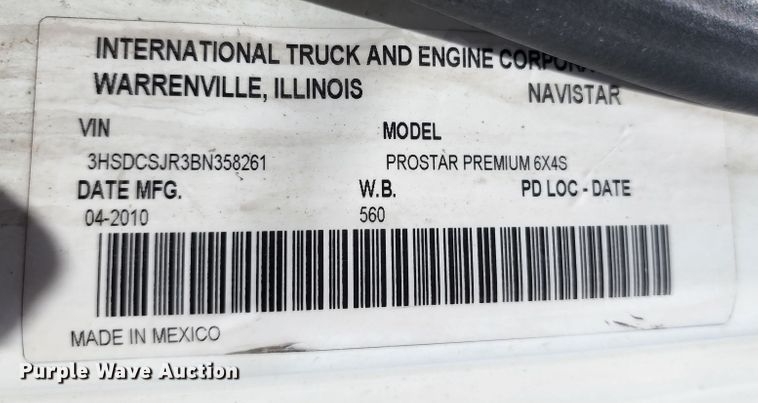 INTERNATIONAL TRUCK AND ENGINE
WARRENVILLE, ILLINOIS NAVISTAR
VIN MODEL
3HSDCSJR3BN358261 PROSTAR PREMIUM 6X4S
DATE MFG. W.B. PD LOC - DATE
04-2010 560
MADE IN MEXICO
Purple Wave Auction